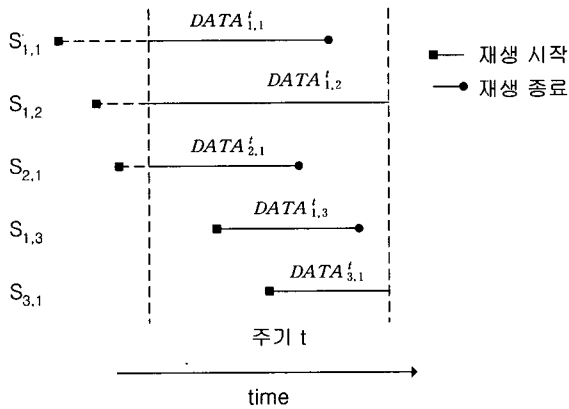 S1,1
DATA^t_1,1
재생 시작
S1,2
DATA^t_1,2
재생 종료
S2,1
DATA^t_2,1
S1,3
DATA^t_1,3
S3,1
DATA^t_3,1
주기 t
time